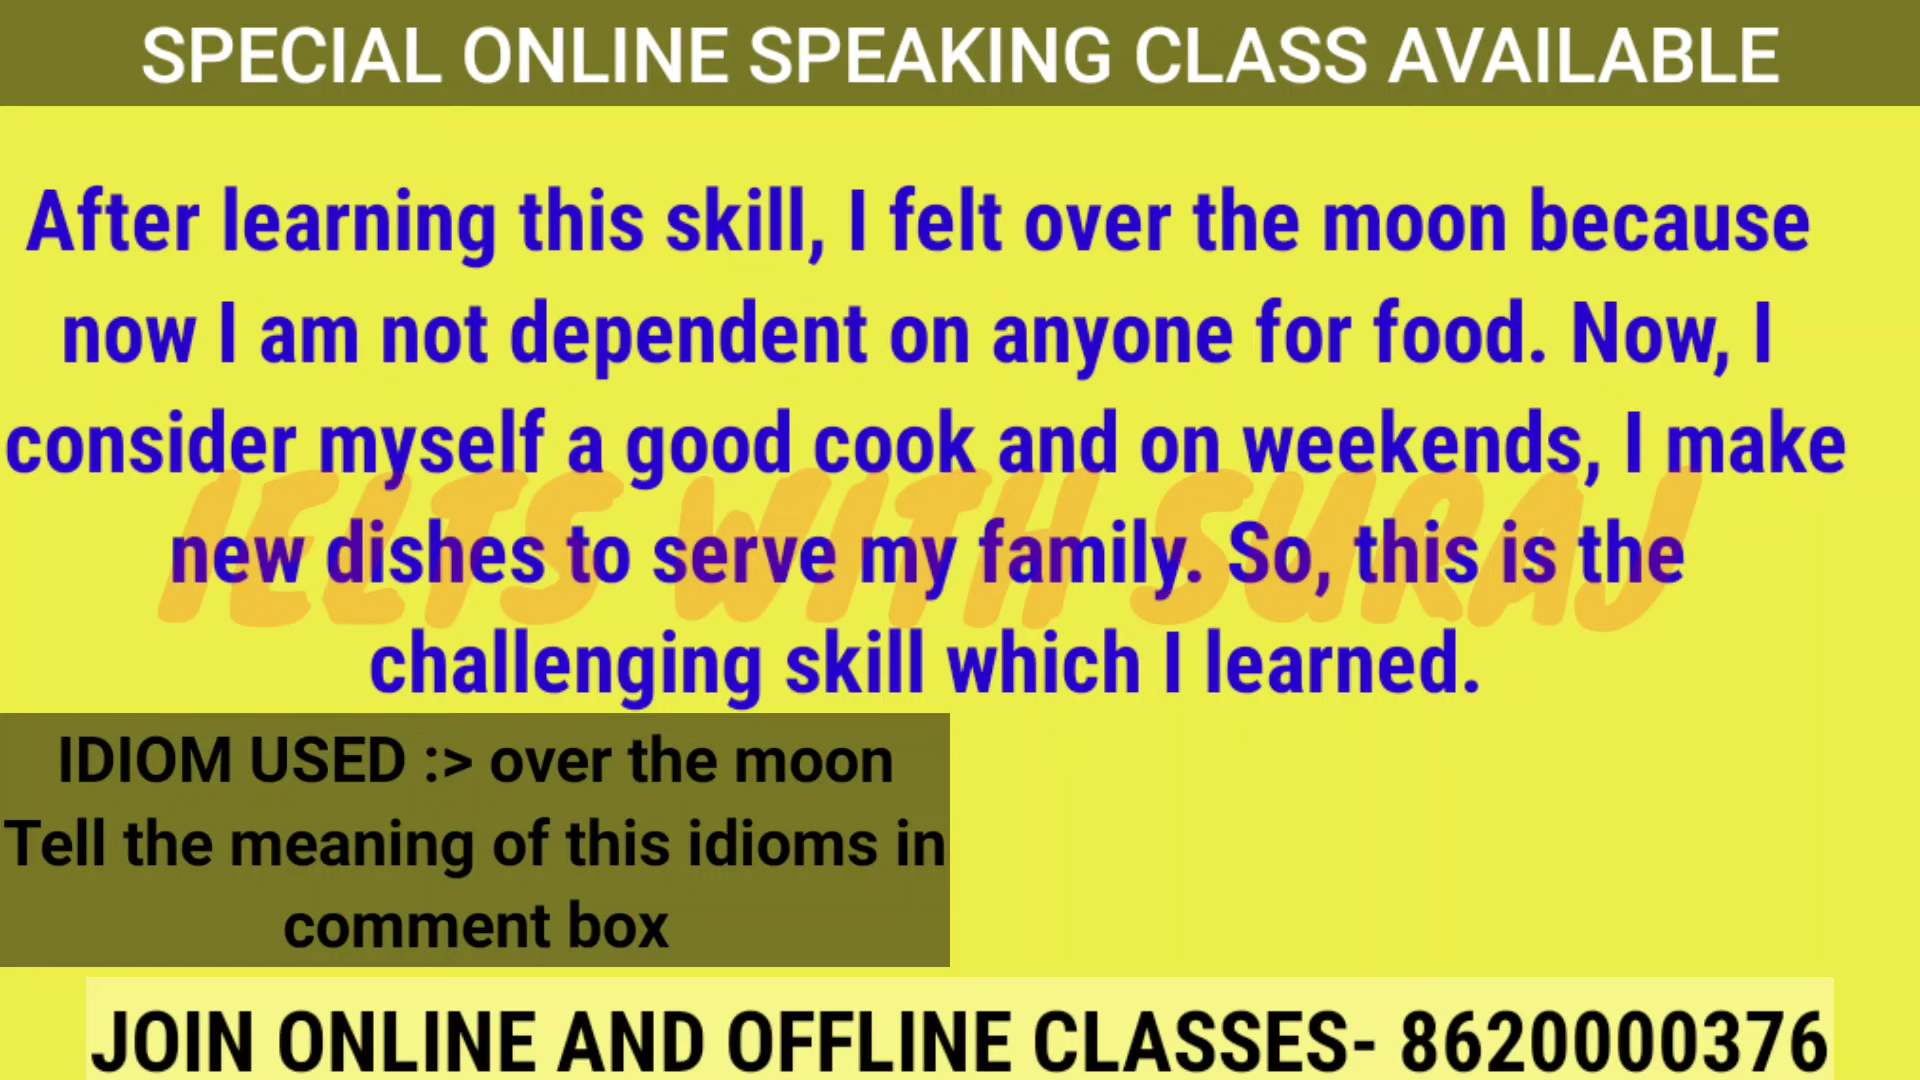 SPECIAL ONLINE SPEAKING CLASS AVAILABLE
After learning this skill, I felt over the moon because
now I am not dependent on anyone for food. Now, I
consider myself a good cook and on weekends, I make
new dishes to serve my family. So, this is the
challenging skill which I learned.
IELTS WITH SURAJ
IDIOM USED :> over the moon
Tell the meaning of this idioms in
comment box
JOIN ONLINE AND OFFLINE CLASSES- 8620000376